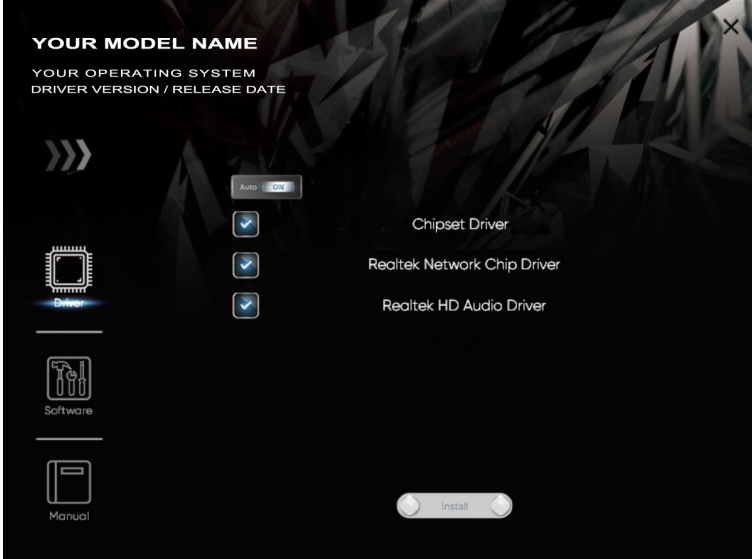 YOUR MODEL NAME
YOUR OPERATING SYSTEM
DRIVER VERSION / RELEASE DATE
Auto ON
Chipset Driver
Realtek Network Chip Driver
Realtek HD Audio Driver
Driver
Software
Manual
Install